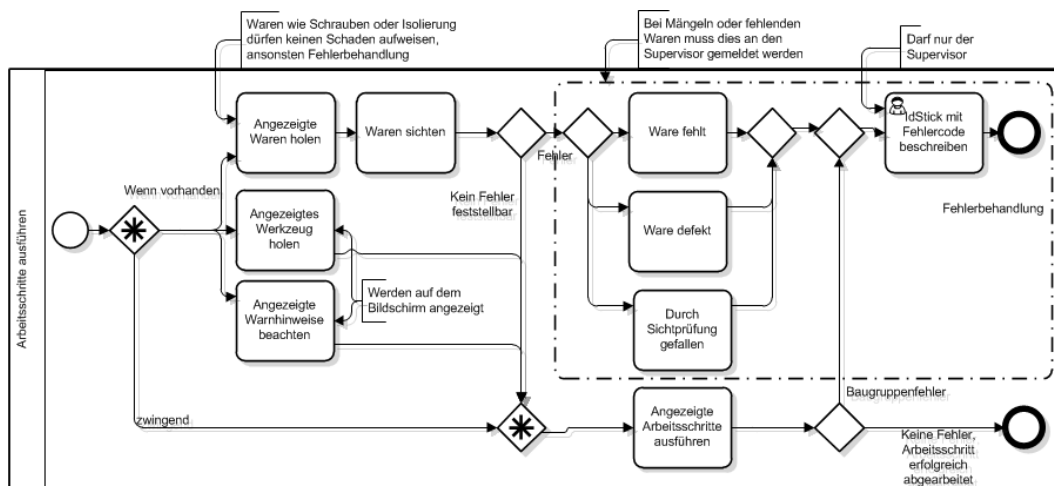 Waren wie Schrauben oder Isolierung
dürfen keinen Schaden aufweisen,
ansonsten Fehlerbehandlung
Bei Mängeln oder fehlenden
Waren muss dies an den
Supervisor gemeldet werden
Darf nur der
Supervisor
Arbeitsschritte ausführen
Angezeigte
Waren holen
Waren sichten
Fehler
Ware fehlt
IdStick mit
Fehlercode
beschreiben
Wenn vorhanden
Kein Fehler
feststellbar
Angezeigtes
Werkzeug
holen
Ware defekt
Fehlerbehandlung
Angezeigte
Warnhinweise
beachten
Werden auf dem
Bildschirm angezeigt
Durch
Sichtprüfung
gefallen
zwingend
Angezeigte
Arbeitsschritte
ausführen
Baugruppenfehler
Keine Fehler,
Arbeitsschritt
erfolgreich
abgearbeitet